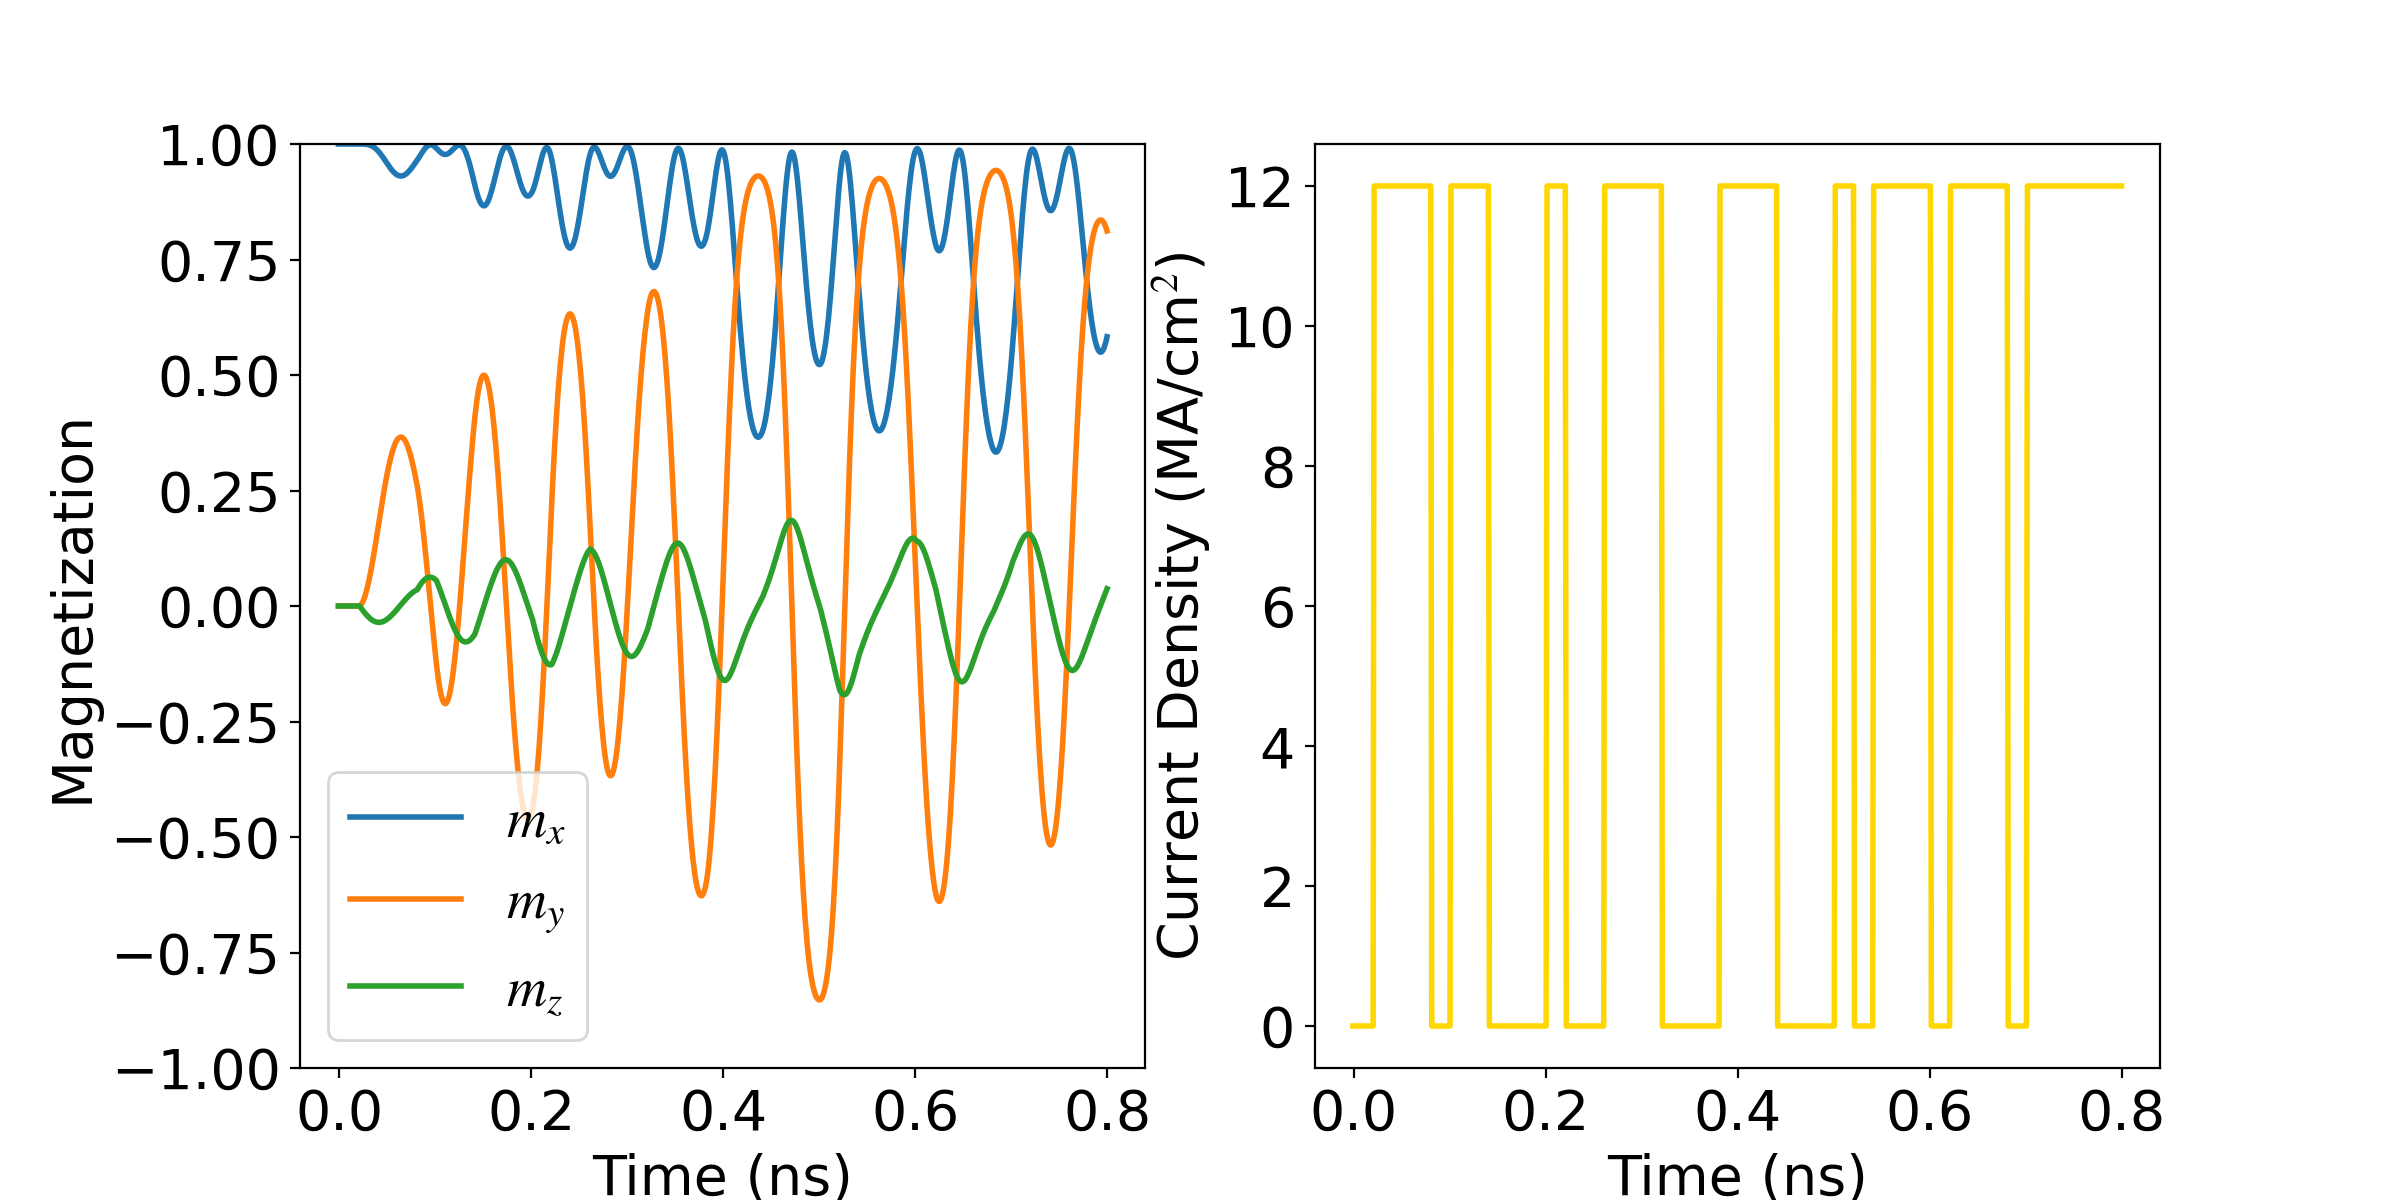 1.00
0.75
0.50
0.25
0.00
−0.25
−0.50
−0.75
−1.00
Magnetization
m_x
m_y
m_z
0.0 0.2 0.4 0.6 0.8
Time (ns)
12
10
8
6
4
2
0
Current Density (MA/cm²)
0.0 0.2 0.4 0.6 0.8
Time (ns)